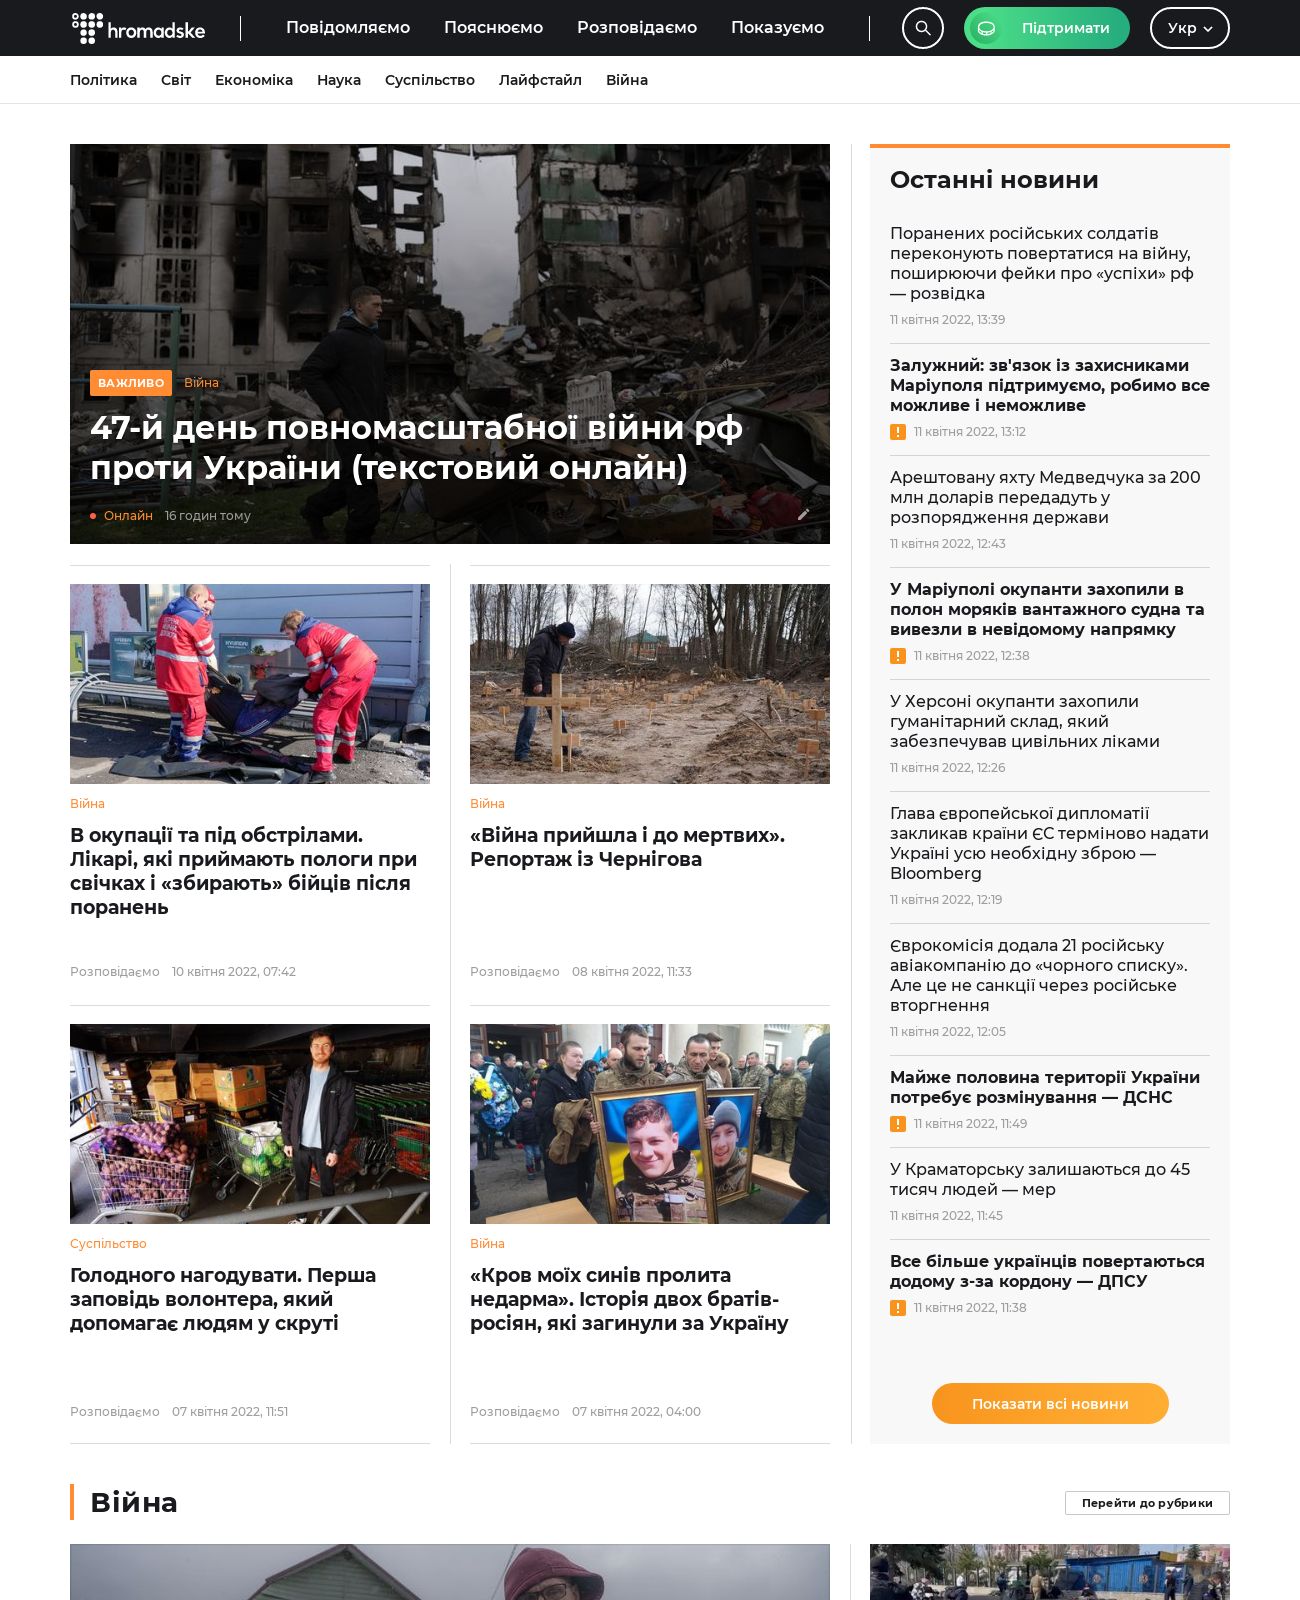 hromadske
Повідомляємо
Пояснюємо
Розповідаємо
Показуємо
Підтримати
Укр
Політика
Світ
Економіка
Наука
Суспільство
Лайфстайл
Війна
ВАЖЛИВО
Війна
47-й день повномасштабної війни рф
проти України (текстовий онлайн)
Онлайн
16 годин тому
Війна
В окупації та під обстрілами.
Лікарі, які приймають пологи при
свічках і «збирають» бійців після
поранень
Розповідаємо
10 квітня 2022, 07:42
Війна
«Війна прийшла і до мертвих».
Репортаж із Чернігова
Розповідаємо
08 квітня 2022, 11:33
Суспільство
Голодного нагодувати. Перша
заповідь волонтера, який
допомагає людям у скруті
Розповідаємо
07 квітня 2022, 11:51
Війна
«Кров моїх синів пролита
недарма». Історія двох братів-
росіян, які загинули за Україну
Розповідаємо
07 квітня 2022, 04:00
Останні новини
Поранених російських солдатів
переконують повертатися на війну,
поширюючи фейки про «успіхи» рф
— розвідка
11 квітня 2022, 13:39
Залужний: зв'язок із захисниками
Маріуполя підтримуємо, робимо все
можливе і неможливе
11 квітня 2022, 13:12
Арештовану яхту Медведчука за 200
млн доларів передадуть у
розпорядження держави
11 квітня 2022, 12:43
У Маріуполі окупанти захопили в
полон моряків вантажного судна та
вивезли в невідомому напрямку
11 квітня 2022, 12:38
У Херсоні окупанти захопили
гуманітарний склад, який
забезпечував цивільних ліками
11 квітня 2022, 12:26
Глава європейської дипломатії
закликав країни ЄС терміново надати
Україні усю необхідну зброю —
Bloomberg
11 квітня 2022, 12:19
Єврокомісія додала 21 російську
авіакомпанію до «чорного списку».
Але це не санкції через російське
вторгнення
11 квітня 2022, 12:05
Майже половина території України
потребує розмінування — ДСНС
11 квітня 2022, 11:49
У Краматорську залишаються до 45
тисяч людей — мер
11 квітня 2022, 11:45
Все більше українців повертаються
додому з-за кордону — ДПСУ
11 квітня 2022, 11:38
Показати всі новини
Війна
Перейти до рубрики